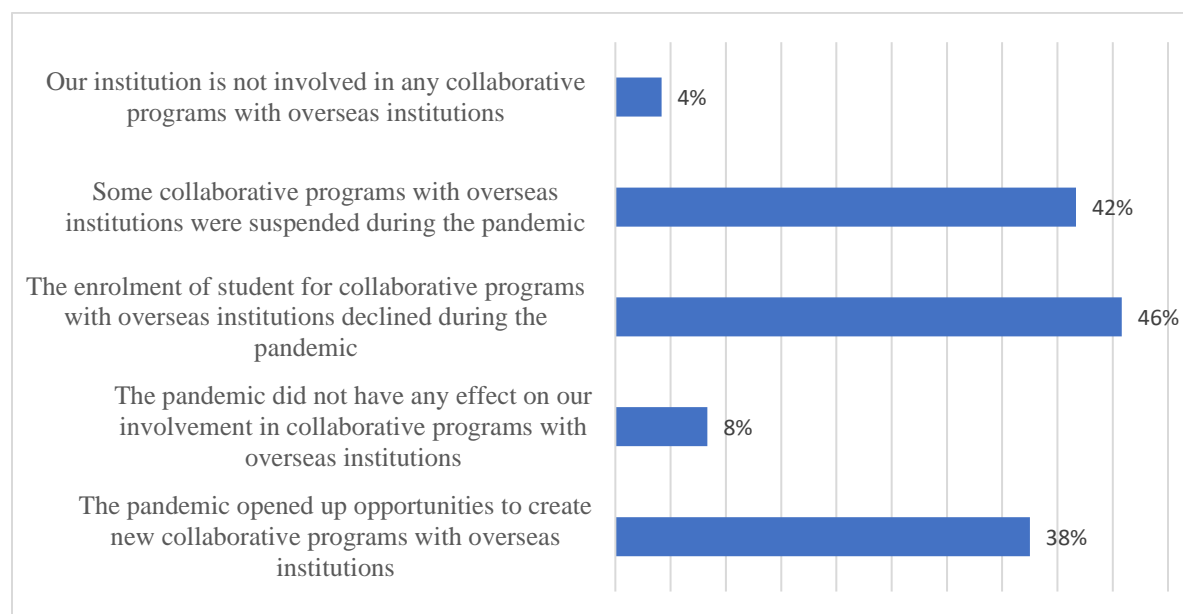 Our institution is not involved in any collaborative
programs with overseas institutions
4%
Some collaborative programs with overseas
institutions were suspended during the pandemic
42%
The enrolment of student for collaborative programs
with overseas institutions declined during the
pandemic
46%
The pandemic did not have any effect on our
involvement in collaborative programs with
overseas institutions
8%
The pandemic opened up opportunities to create
new collaborative programs with overseas
institutions
38%